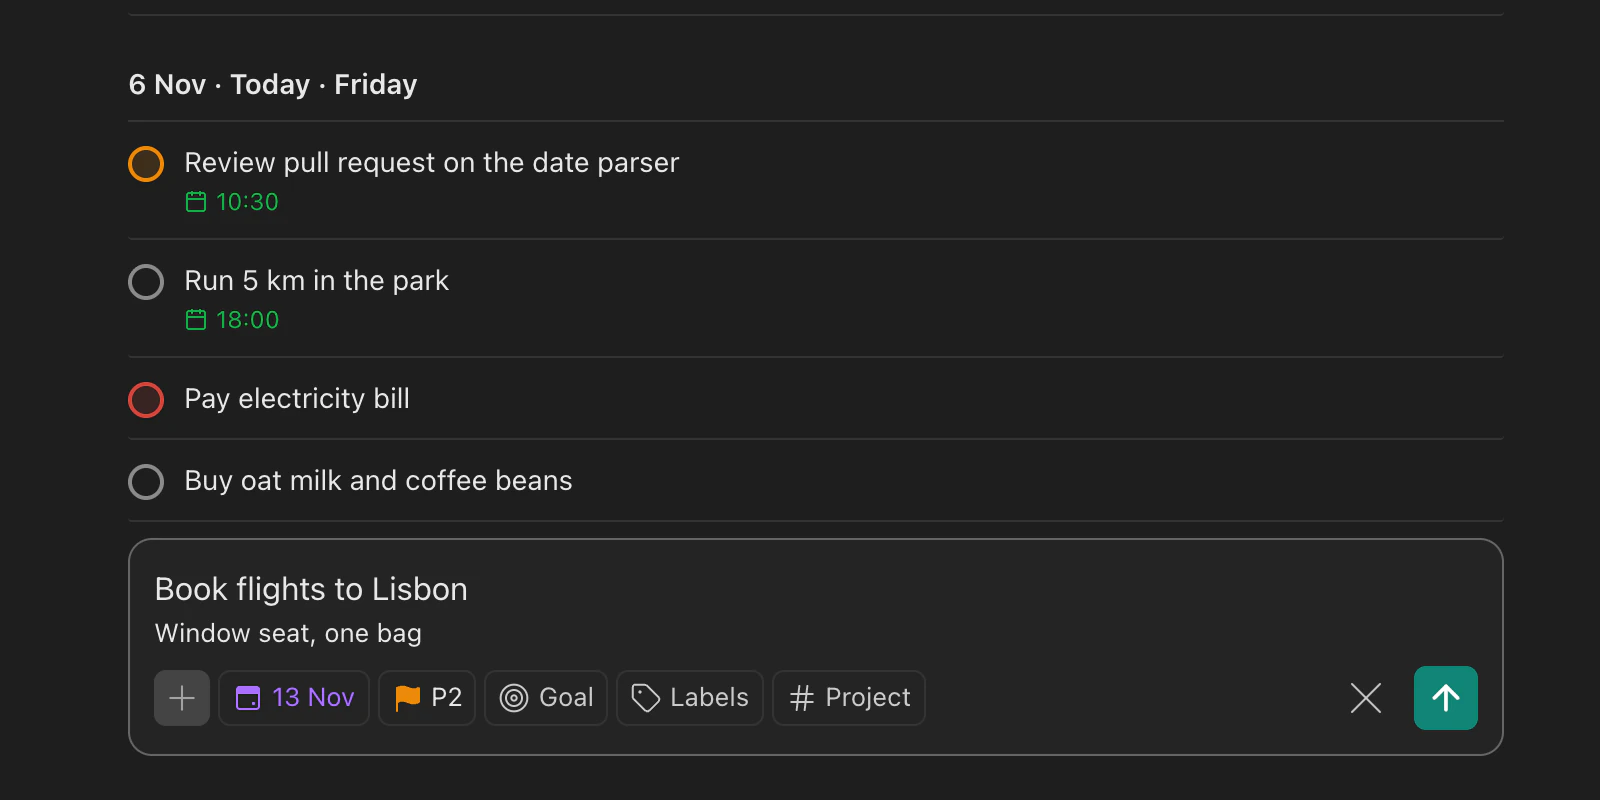 6 Nov · Today · Friday
Review pull request on the date parser
10:30
Run 5 km in the park
18:00
Pay electricity bill
Buy oat milk and coffee beans
Book flights to Lisbon
Window seat, one bag
13 Nov P2 Goal Labels # Project